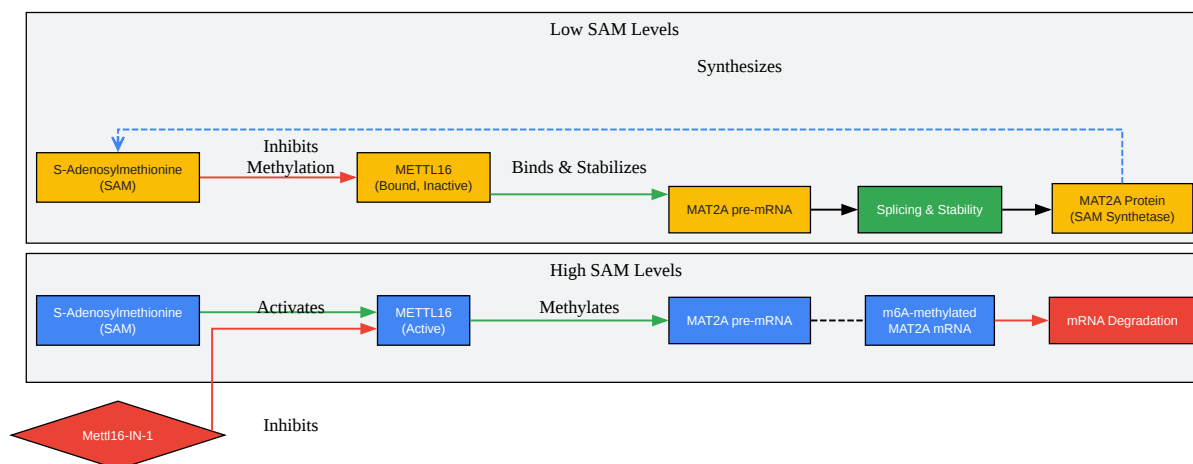 Low SAM Levels
Synthesizes
S-Adenosylmethionine
(SAM)
Inhibits
Methylation
METTL16
(Bound, Inactive)
Binds & Stabilizes
MAT2A pre-mRNA
Splicing & Stability
MAT2A Protein
(SAM Synthetase)
High SAM Levels
S-Adenosylmethionine
(SAM)
Activates
METTL16
(Active)
Methylates
MAT2A pre-mRNA
m6A-methylated
MAT2A mRNA
mRNA Degradation
Mettl16-IN-1
Inhibits